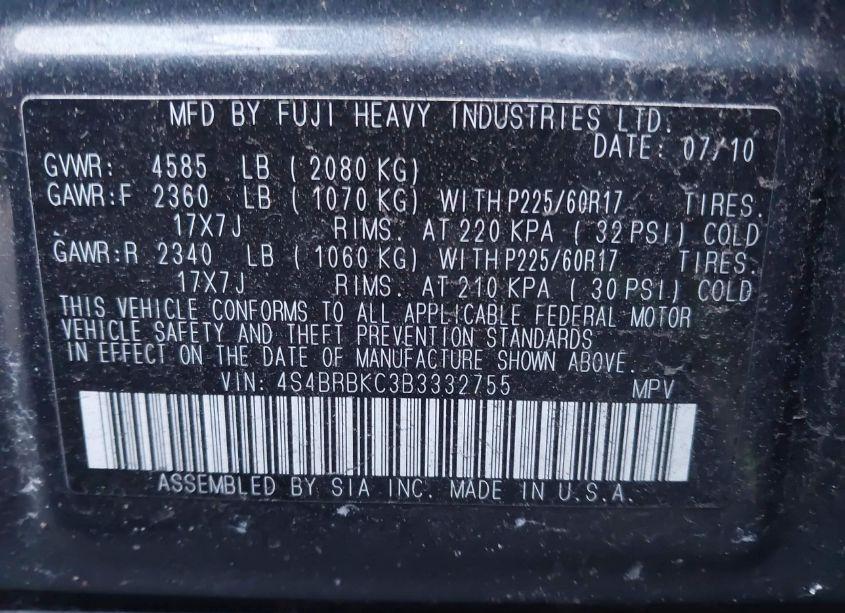 MFD BY FUJI HEAVY INDUSTRIES LTD.
DATE: 07/10
GVWR: 4585 LB ( 2080 KG)
GAWR:F 2360 LB ( 1070 KG) WITH P225/60R17 TIRES.
17X7J RIMS. AT 220 KPA ( 32 PSI) COLD
GAWR:R 2340 LB ( 1060 KG) WITH P225/60R17 TIRES.
17X7J RIMS. AT 210 KPA ( 30 PSI) COLD
THIS VEHICLE CONFORMS TO ALL APPLICABLE FEDERAL MOTOR
VEHICLE SAFETY AND THEFT PREVENTION STANDARDS
IN EFFECT ON THE DATE OF MANUFACTURE SHOWN ABOVE.
VIN: 4S4BRBKC3B3332755 MPV
ASSEMBLED BY SIA INC. MADE IN U.S.A.